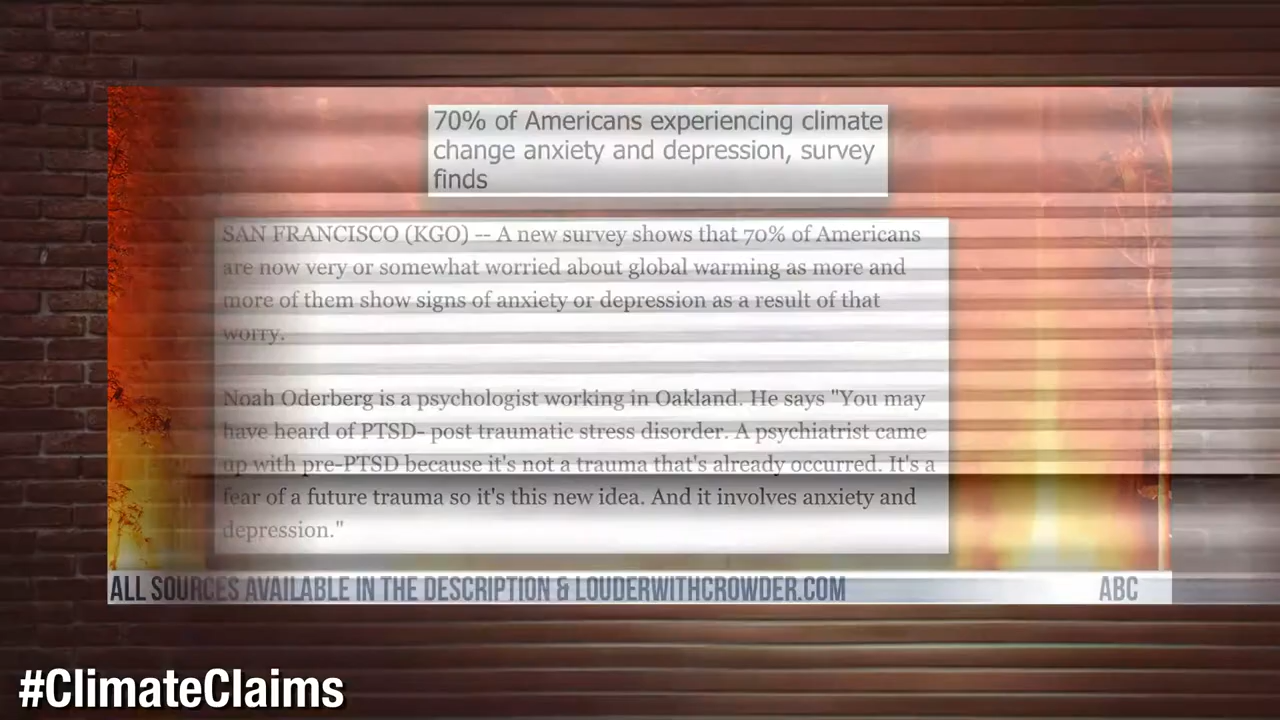 70% of Americans experiencing climate
change anxiety and depression, survey
finds
SAN FRANCISCO (KGO) -- A new survey shows that 70% of Americans
are now very or somewhat worried about global warming as more and
more of them show signs of anxiety or depression as a result of that
worry.
Noah Oderberg is a psychologist working in Oakland. He says "You may
have heard of PTSD- post traumatic stress disorder. A psychiatrist came
up with pre-PTSD because it's not a trauma that's already occurred. It's a
fear of a future trauma so it's this new idea. And it involves anxiety and
depression."
ALL SOURCES AVAILABLE IN THE DESCRIPTION & LOUDERWITHCROWDER.COM
ABC
#ClimateClaims